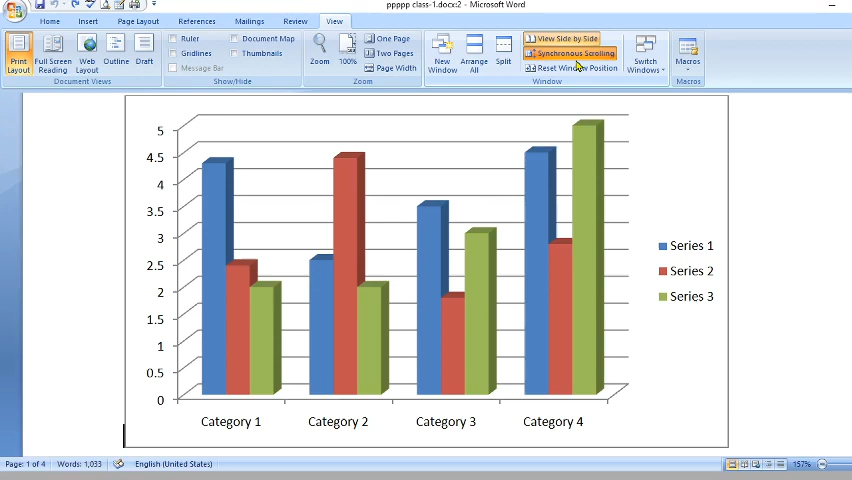 ppppp class-1.docx:2 - Microsoft Word
Home Insert Page Layout References Mailings Review View
Print Layout
Full Screen Reading
Web Layout
Outline
Draft
Document Views
Ruler
Gridlines
Message Bar
Document Map
Thumbnails
Show/Hide
Zoom
100%
One Page
Two Pages
Page Width
Zoom
New Window
Arrange All
Split
View Side by Side
Synchronous Scrolling
Reset Window Position
Switch Windows
Window
Macros
Macros
5
4.5
4
3.5
3
2.5
2
1.5
1
0.5
0
Category 1 Category 2 Category 3 Category 4
Series 1
Series 2
Series 3
Page: 1 of 4 Words: 1,033 English (United States) 157%